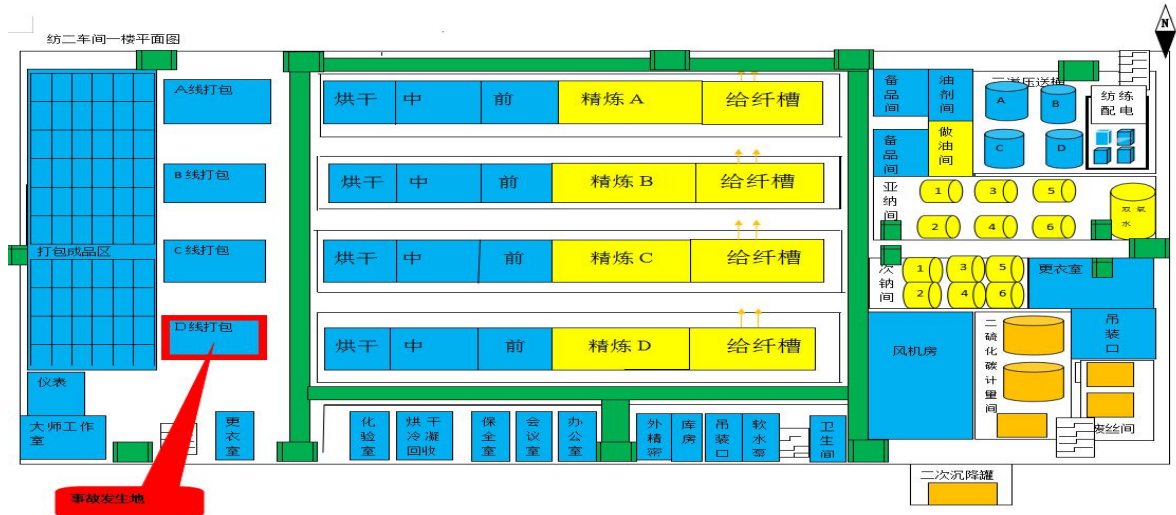 纺二车间一楼平面图
N
A线打包
B线打包
C线打包
打包成品区
D线打包
仪表
大师工作室
更衣室
事故发生地
烘干 中 前 精炼A 给纤槽
烘干 中 前 精炼B 给纤槽
烘干 中 前 精炼C 给纤槽
烘干 中 前 精炼D 给纤槽
化验室
烘干冷凝回收
保全室
会议室
办公室
外精密
库房
吊装口
软水泵
卫生间
备品间
油剂间
备品间
做油间
A
B
C
D
纺练配电
亚纳间
1
3
5
2
4
6
双氧水
次钠间
1
3
5
2
4
6
更衣室
风机房
二硫化碳计量间
吊装口
废丝间
二次沉降罐